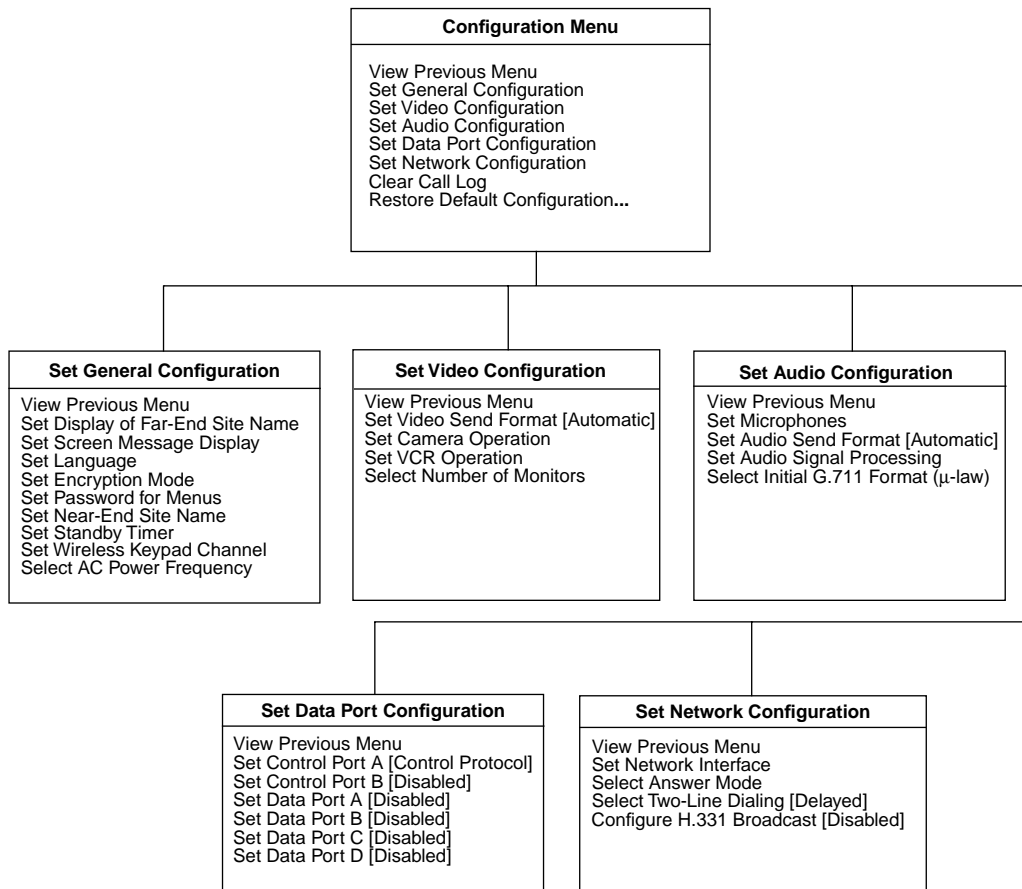 Configuration Menu
View Previous Menu
Set General Configuration
Set Video Configuration
Set Audio Configuration
Set Data Port Configuration
Set Network Configuration
Clear Call Log
Restore Default Configuration...
Set General Configuration
View Previous Menu
Set Display of Far-End Site Name
Set Screen Message Display
Set Language
Set Encryption Mode
Set Password for Menus
Set Near-End Site Name
Set Standby Timer
Set Wireless Keypad Channel
Select AC Power Frequency
Set Video Configuration
View Previous Menu
Set Video Send Format [Automatic]
Set Camera Operation
Set VCR Operation
Select Number of Monitors
Set Audio Configuration
View Previous Menu
Set Microphones
Set Audio Send Format [Automatic]
Set Audio Signal Processing
Select Initial G.711 Format (μ-law)
Set Data Port Configuration
View Previous Menu
Set Control Port A [Control Protocol]
Set Control Port B [Disabled]
Set Data Port A [Disabled]
Set Data Port B [Disabled]
Set Data Port C [Disabled]
Set Data Port D [Disabled]
Set Network Configuration
View Previous Menu
Set Network Interface
Select Answer Mode
Select Two-Line Dialing [Delayed]
Configure H.331 Broadcast [Disabled]